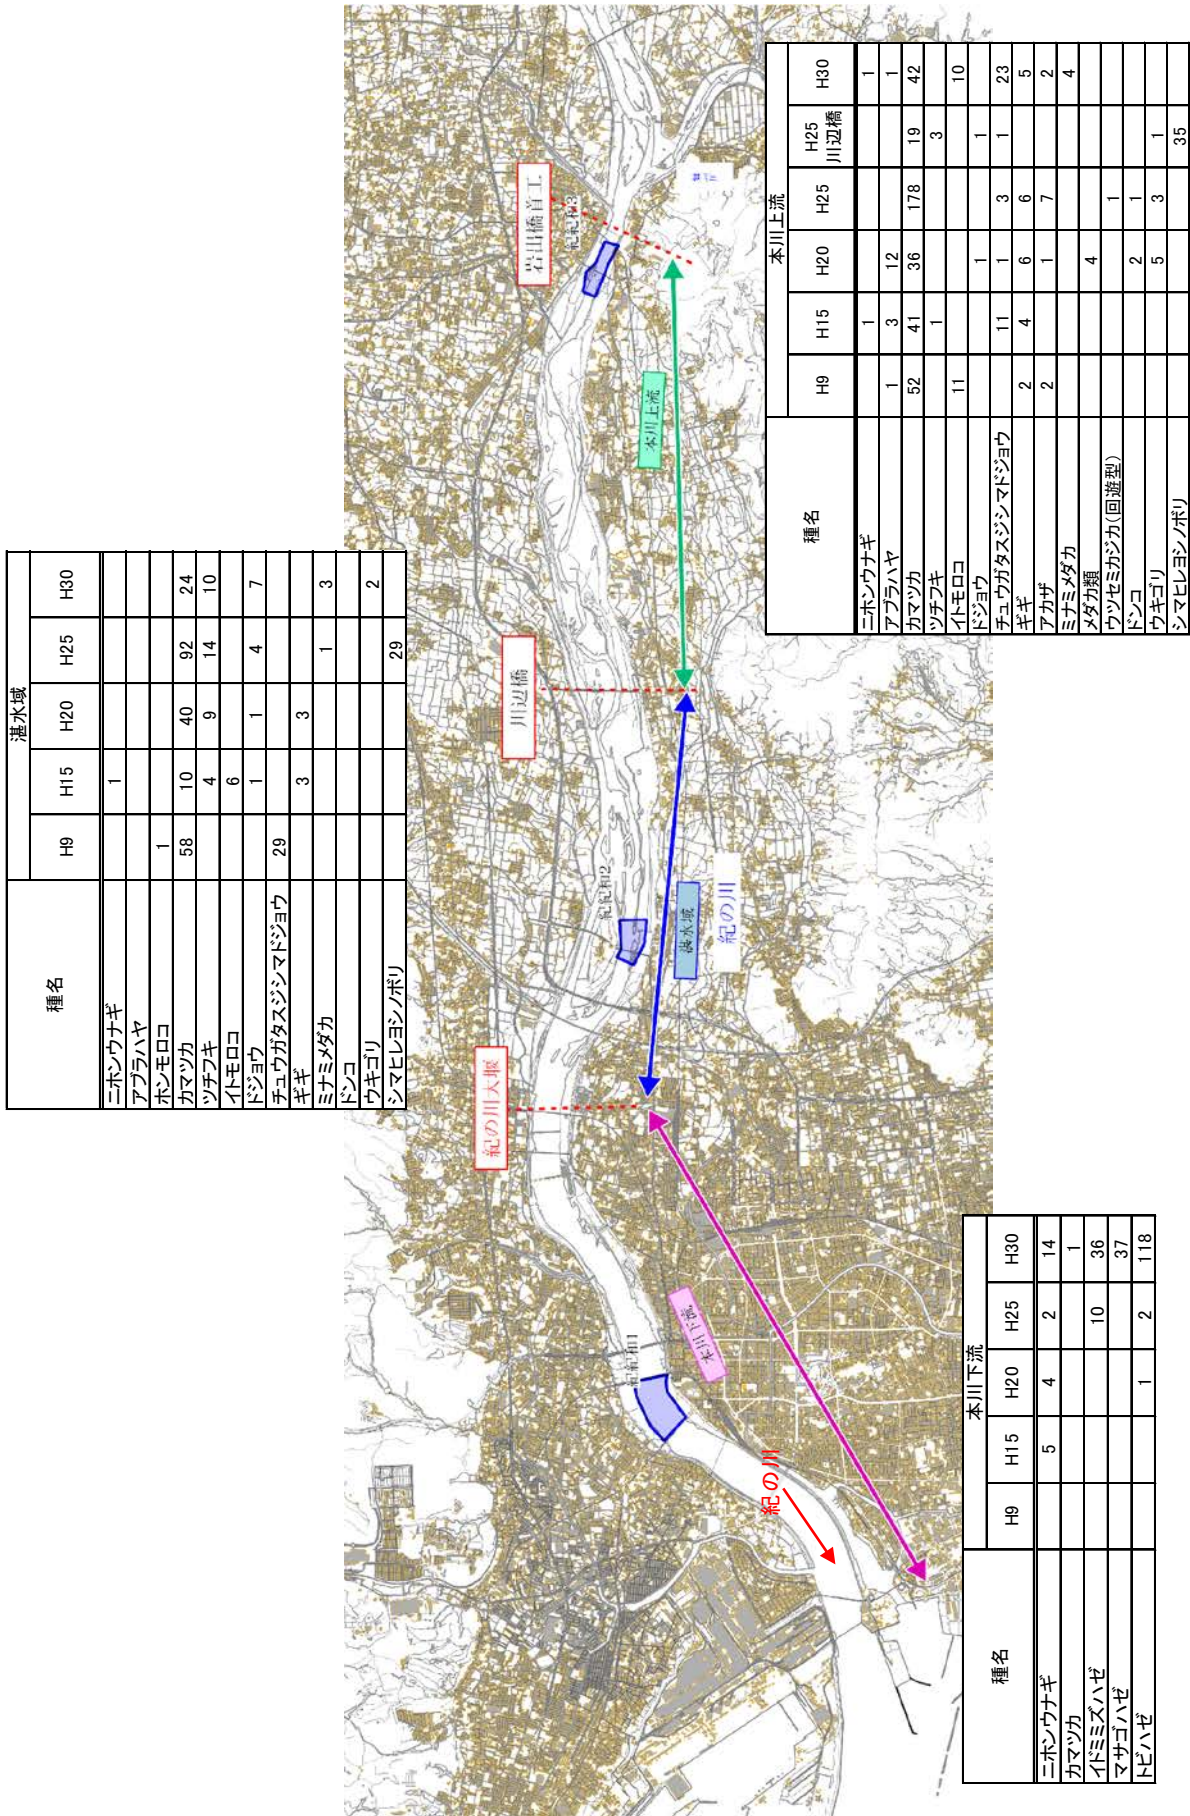 湛水域
種名 H9 H15 H20 H25 H30
ニホンウナギ 1
アブラハヤ
ホンモロコ 1
カマツカ 58 10 40 92 24
ツチフキ 4 9 14 10
イトモロコ 6
ドジョウ 1 1 4 7
チュウガタスジシマドジョウ 29
ギギ 3 3
ミナミメダカ 1 3
ドンコ
ウキゴリ 2
シマヒレヨシノボリ 29
紀の川大堰
川辺橋
岩出橋首工
紀紀和1
紀紀和2
紀紀和3
本川下流
湛水域
本川上流
紀の川
紀の川
本川下流
種名 H9 H15 H20 H25 H30
ニホンウナギ 5 4 2 14
カマツカ 1
イドミミズハゼ 10 36
マサゴハゼ 37
トビハゼ 1 2 118
本川上流
種名 H9 H15 H20 H25 H25 川辺橋 H30
ニホンウナギ 1 1
アブラハヤ 1 3 12 1
カマツカ 52 41 36 178 19 42
ツチフキ 1 3
イトモロコ 11 10
ドジョウ 1 1
チュウガタスジシマドジョウ 11 1 3 1 23
ギギ 2 4 6 6 5
アカザ 2 1 7 2
ミナミメダカ 4
メダカ類 4
ウツセミカジカ(回遊型) 1
ドンコ 2 1
ウキゴリ 5 3 1
シマヒレヨシノボリ 35